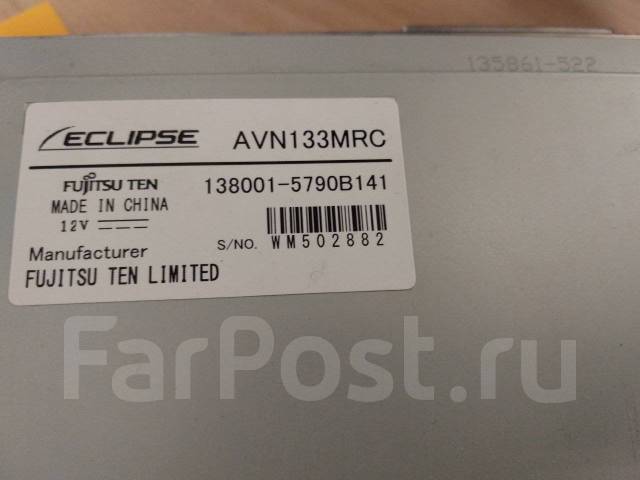 135861-522
ECLIPSE AVN133MRC
FUJITSU TEN 138001-5790B141
MADE IN CHINA
12V
S/NO. WM502882
Manufacturer
FUJITSU TEN LIMITED
FarPost.ru